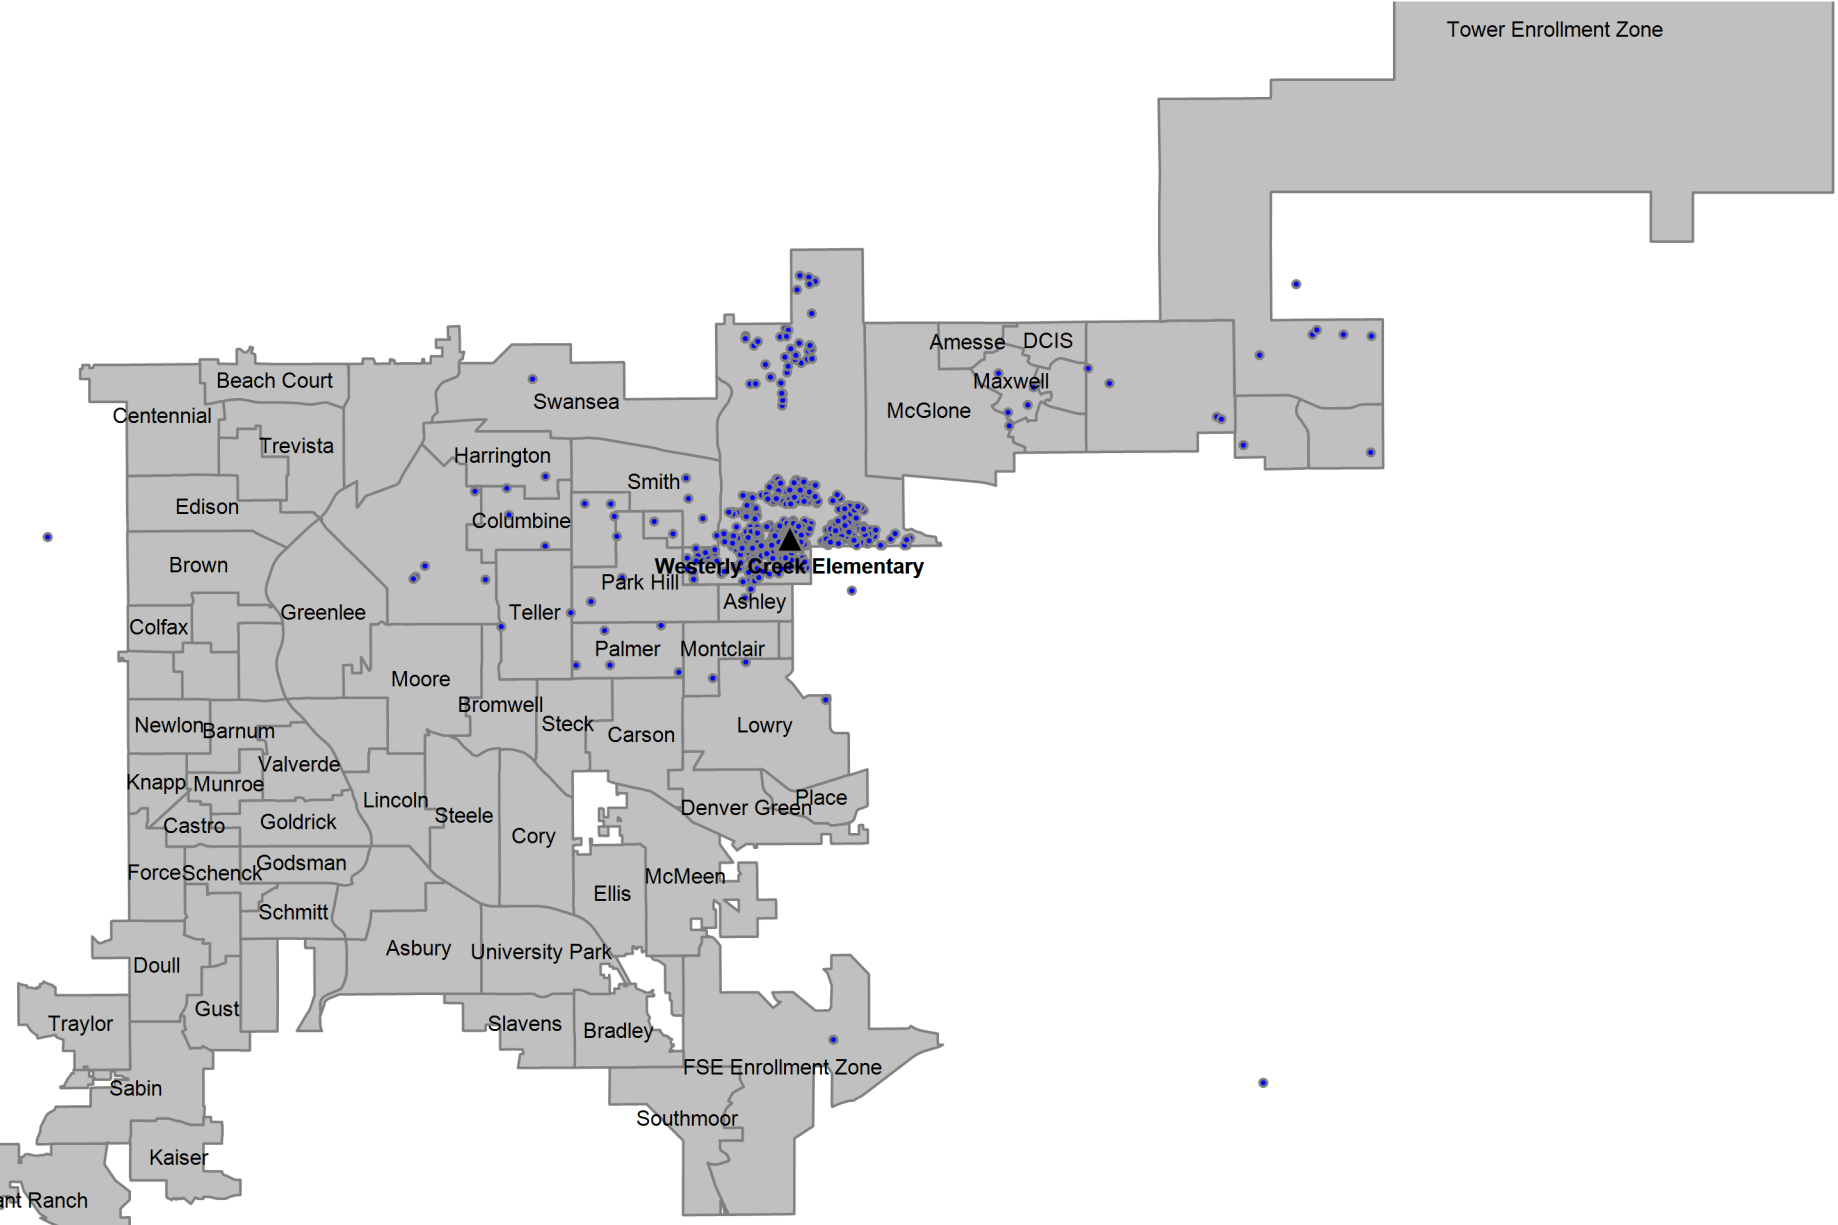 Tower Enrollment Zone
Amesse
DCIS
Beach Court
Maxwell
Swansea
McGlone
Centennial
Trevista
Harrington
Smith
Edison
Columbine
Brown
Westerly Creek Elementary
Park Hill
Ashley
Greenlee
Teller
Colfax
Palmer
Montclair
Moore
Bromwell
Steck
Newlon
Barnum
Carson
Lowry
Valverde
Knapp
Munroe
Lincoln
Place
Denver Green
Steele
Castro
Goldrick
Cory
Force
Schenck
Godsman
McMeen
Ellis
Schmitt
Asbury
University Park
Doull
Gust
Traylor
Slavens
Bradley
FSE Enrollment Zone
Sabin
Southmoor
Kaiser
nt Ranch